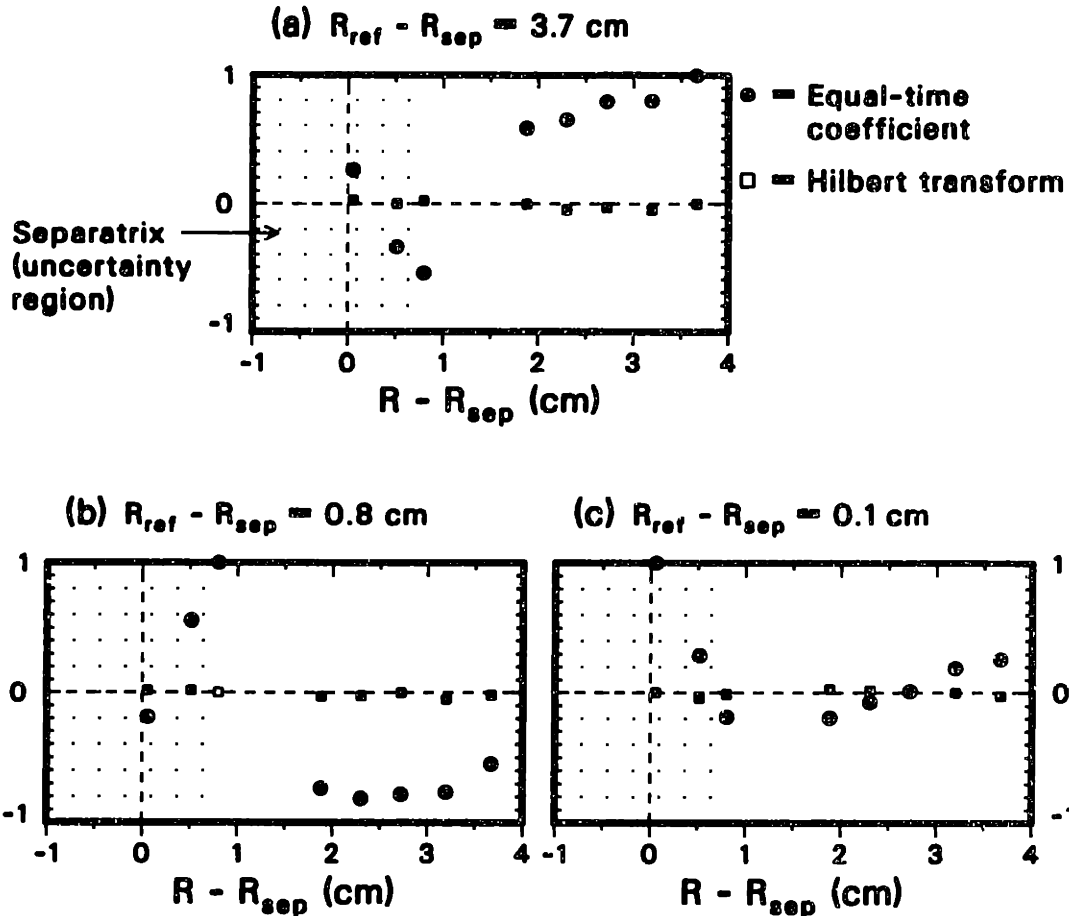 (a) R_ref - R_sep = 3.7 cm
1
0
-1
-1 0 1 2 3 4
R - R_sep (cm)
Separatrix
(uncertainty
region)
= Equal-time
coefficient
= Hilbert transform
(b) R_ref - R_sep = 0.8 cm
1
0
-1
-1 0 1 2 3 4
R - R_sep (cm)
(c) R_ref - R_sep = 0.1 cm
1
0
-1
-1 0 1 2 3 4
R - R_sep (cm)